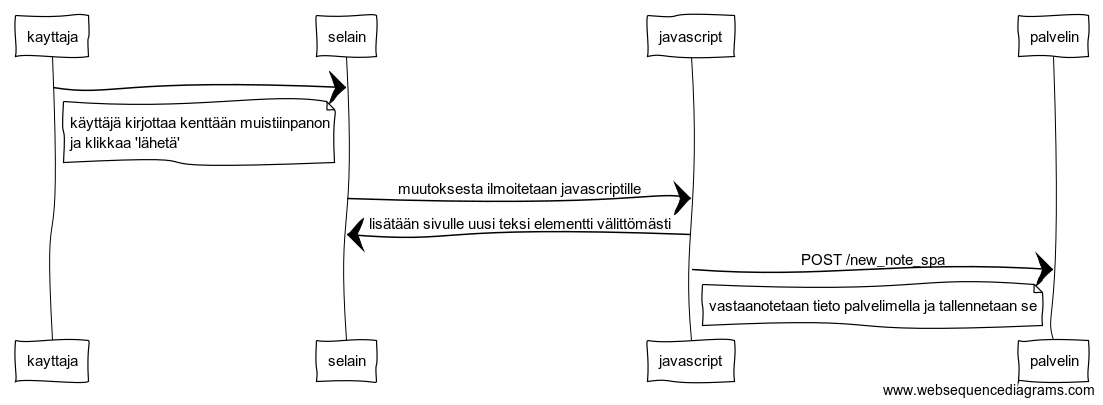 kayttaja
selain
javascript
palvelin
käyttäjä kirjottaa kenttään muistiinpanon
ja klikkaa 'lähetä'
muutoksesta ilmoitetaan javascriptille
lisätään sivulle uusi teksi elementti välittömästi
POST /new_note_spa
vastaanotetaan tieto palvelimella ja tallennetaan se
kayttaja
selain
javascript
palvelin
www.websequencediagrams.com